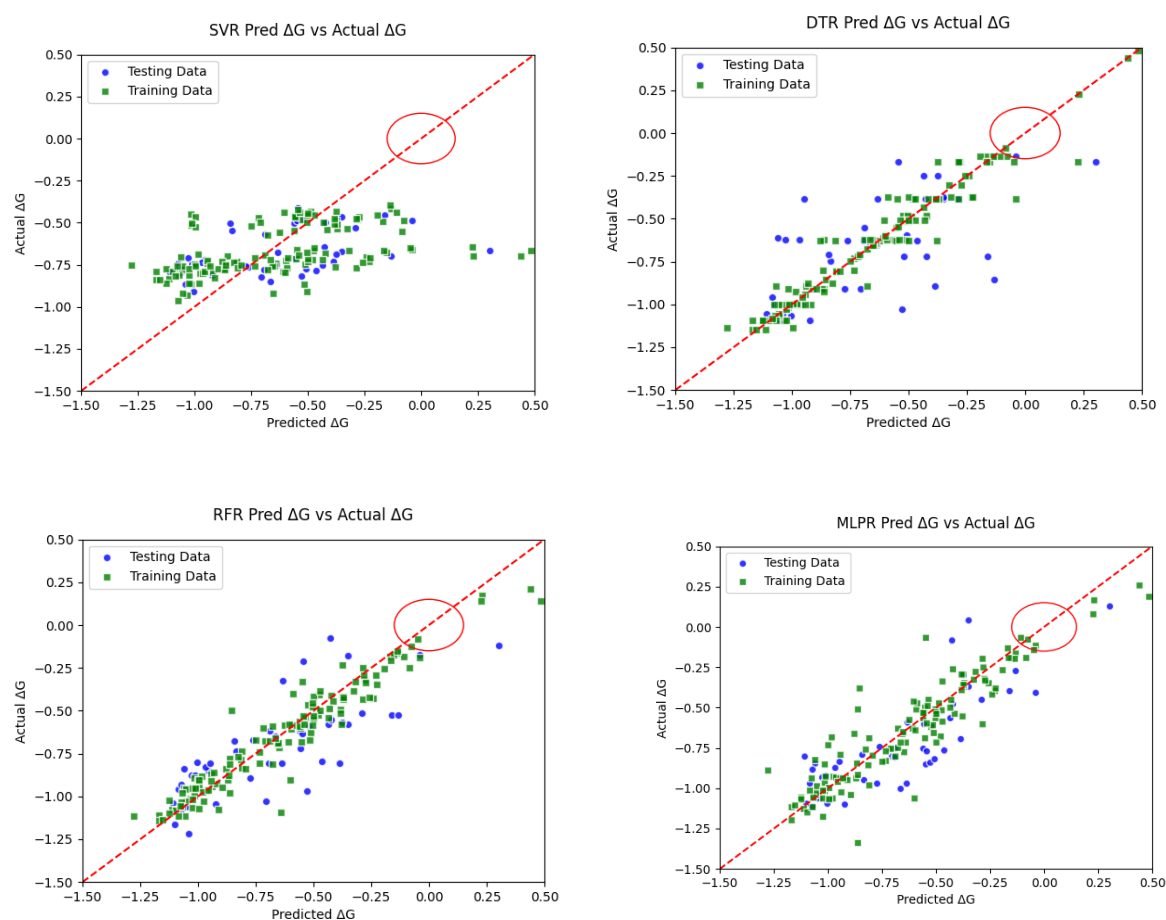 SVR Pred ΔG vs Actual ΔG
0.50
0.25
0.00
−0.25
−0.50
−0.75
−1.00
−1.25
−1.50
Actual ΔG
Testing Data
Training Data
−1.50 −1.25 −1.00 −0.75 −0.50 −0.25 0.00 0.25 0.50
Predicted ΔG
DTR Pred ΔG vs Actual ΔG
0.50
0.25
0.00
−0.25
−0.50
−0.75
−1.00
−1.25
−1.50
Actual ΔG
Testing Data
Training Data
−1.50 −1.25 −1.00 −0.75 −0.50 −0.25 0.00 0.25 0.50
Predicted ΔG
RFR Pred ΔG vs Actual ΔG
0.50
0.25
0.00
−0.25
−0.50
−0.75
−1.00
−1.25
−1.50
Actual ΔG
Testing Data
Training Data
−1.50 −1.25 −1.00 −0.75 −0.50 −0.25 0.00 0.25 0.50
Predicted ΔG
MLPR Pred ΔG vs Actual ΔG
0.50
0.25
0.00
−0.25
−0.50
−0.75
−1.00
−1.25
−1.50
Actual ΔG
Testing Data
Training Data
−1.50 −1.25 −1.00 −0.75 −0.50 −0.25 0.00 0.25 0.50
Predicted ΔG